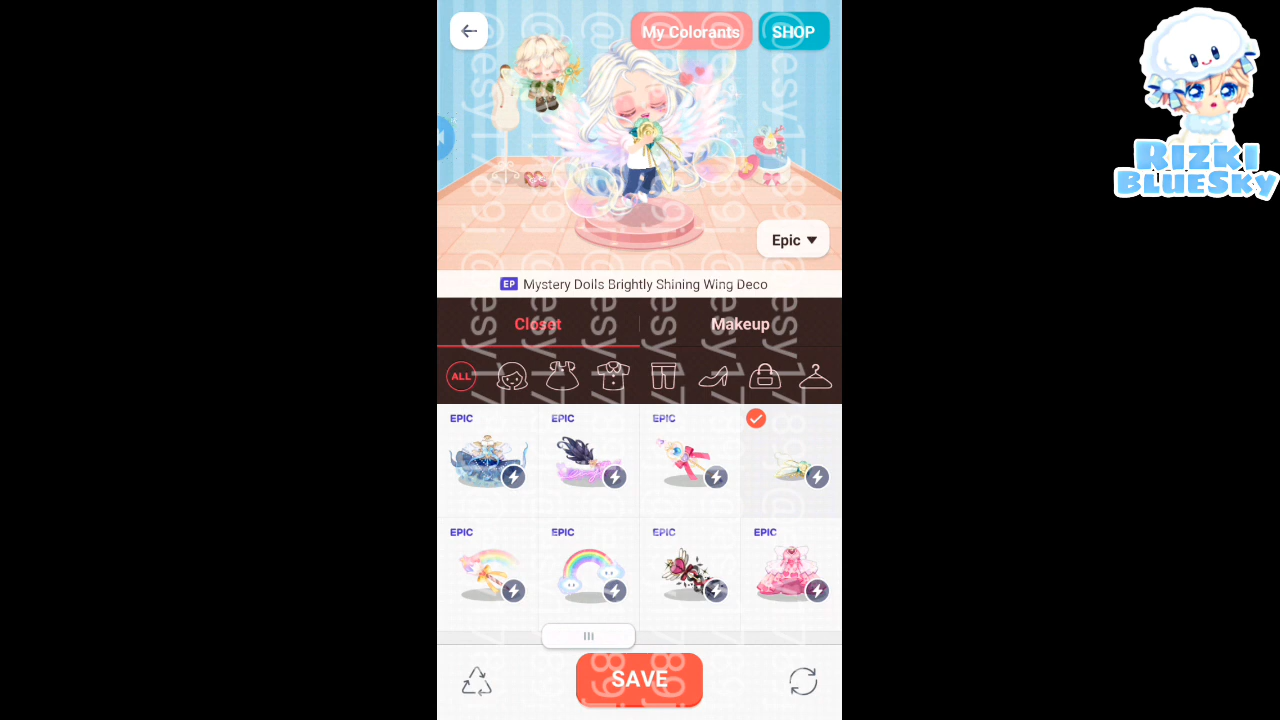 My Colorants
SHOP
RIZKI
BLUESKY
Epic ▼
EP Mystery Dolls Brightly Shining Wing Deco
Closet
Makeup
ALL
EPIC
EPIC
EPIC
EPIC
EPIC
EPIC
EPIC
SAVE